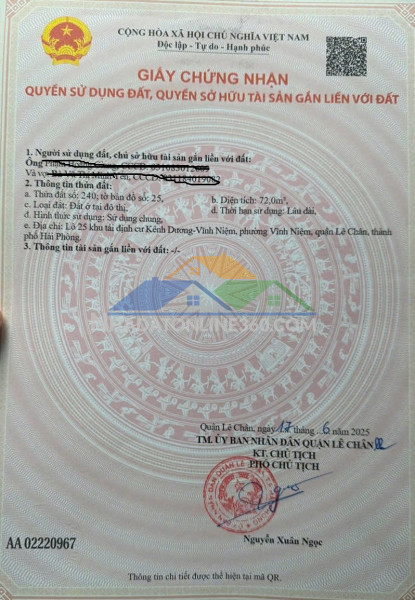 CỘNG HÒA XÃ HỘI CHỦ NGHĨA VIỆT NAM
Độc lập - Tự do - Hạnh phúc
GIẤY CHỨNG NHẬN
QUYỀN SỬ DỤNG ĐẤT, QUYỀN SỞ HỮU TÀI SẢN GẮN LIỀN VỚI ĐẤT
1. Người sử dụng đất, chủ sở hữu tài sản gắn liền với đất:
Ông
Và vợ
2. Thông tin thửa đất:
a. Thửa đất số: 240; tờ bản đồ số: 25, b. Diện tích: 72,0m²,
c. Loại đất: Đất ở tại đô thị, d. Thời hạn sử dụng: Lâu dài,
đ. Hình thức sử dụng: Sử dụng chung,
e. Địa chỉ: Lô 25 khu tái định cư Kênh Dương-Vĩnh Niệm, phường Vĩnh Niệm, quận Lê Chân, thành
phố Hải Phòng.
3. Thông tin tài sản gắn liền với đất: -/-
ADATONLINE360.COM
Quận Lê Chân, ngày 17 tháng 6 năm 2025
TM. ỦY BAN NHÂN DÂN QUẬN LÊ CHÂN
KT. CHỦ TỊCH
PHÓ CHỦ TỊCH
Nguyễn Xuân Ngọc
AA 02220967
Thông tin chi tiết được thể hiện tại mã QR.